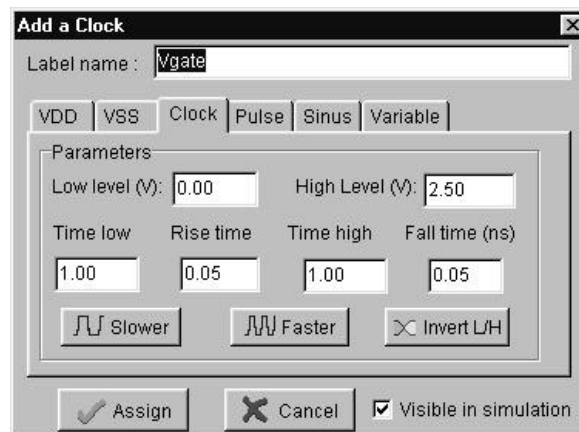 Add a Clock
Label name : Vgate
VDD VSS Clock Pulse Sinus Variable
Parameters
Low level (V): 0.00 High Level (V): 2.50
Time low Rise time Time high Fall time (ns)
1.00 0.05 1.00 0.05
Slower Faster Invert L/H
Assign Cancel Visible in simulation